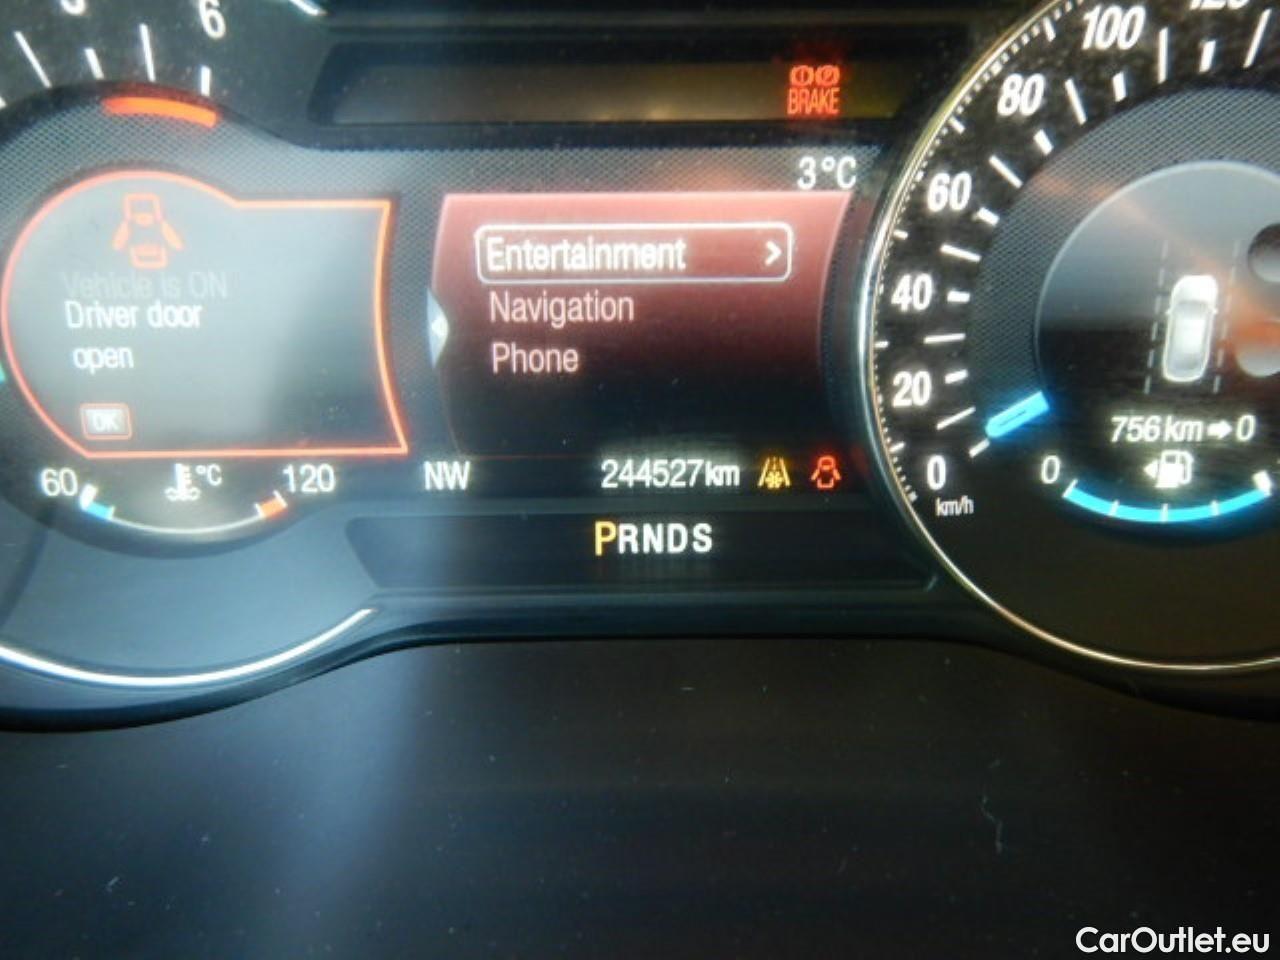 6
BRAKE
3°C
Vehicle is ON
Driver door
open
OK
Entertainment >
Navigation
Phone
60 °C 120
NW 244527km
PRNDS
0
20
40
60
80
100
120
km/h
756 km → 0
0
CarOutlet.eu